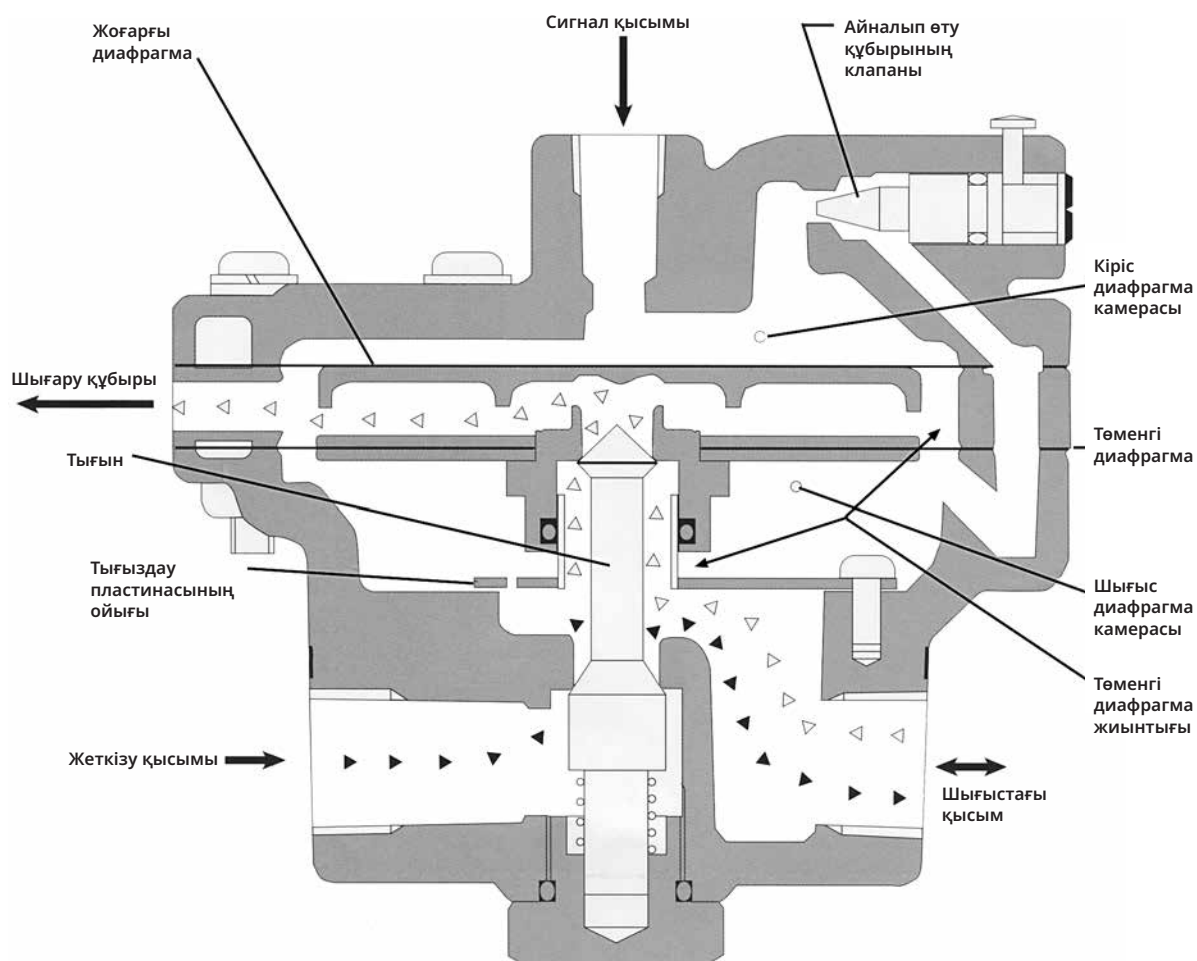 Сигнал қысымы
Жоғарғы
диафрагма
Айналып өту
құбырының
клапаны
Кіріс
диафрагма
камерасы
Шығару құбыры
Төменгі
диафрагма
Тығын
Тығыздау
пластинасының
ойығы
Шығыс
диафрагма
камерасы
Төменгі
диафрагма
жиынтығы
Жеткізу қысымы
Шығыстағы
қысым